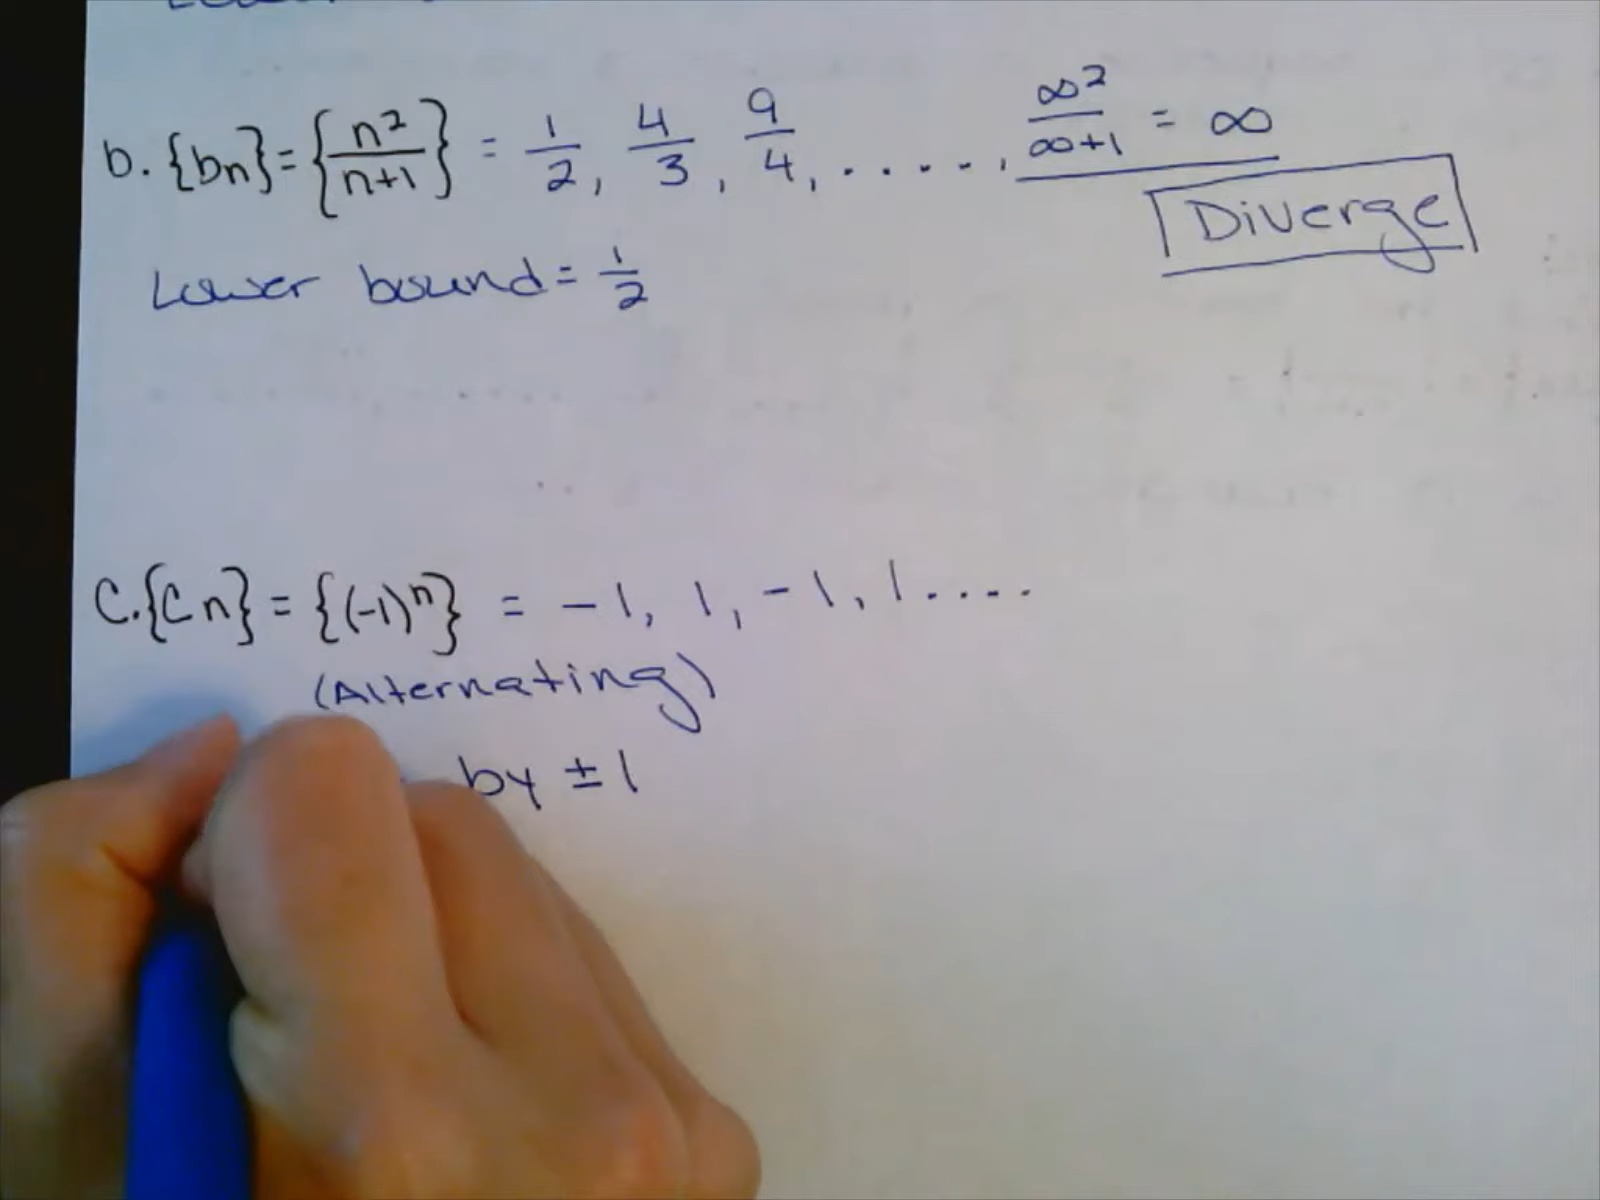 b. {bn} = {n²/(n+1)} = 1/2, 4/3, 9/4, ....., ∞²/(∞+1) = ∞
Diverge
Lower bound = 1/2
C. {Cn} = {(-1)ⁿ} = -1, 1, -1, 1....
(Alternating)
by ±1